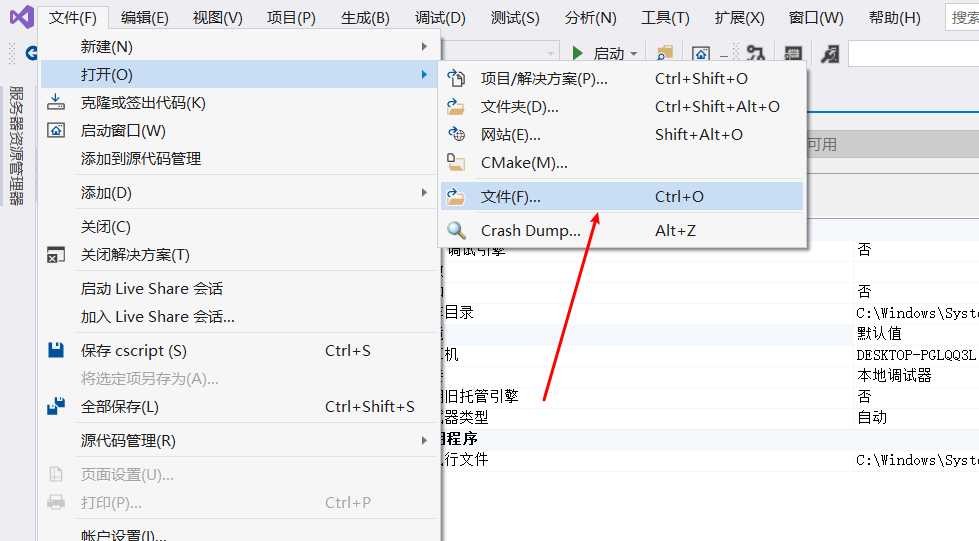 文件(F) 编辑(E) 视图(V) 项目(P) 生成(B) 调试(D) 测试(S) 分析(N) 工具(T) 扩展(X) 窗口(W) 帮助(H) 搜索
启动
服务器资源管理器
新建(N)
打开(O)
克隆或签出代码(K)
启动窗口(W)
添加到源代码管理
添加(D)
关闭(C)
关闭解决方案(T)
启动 Live Share 会话
加入 Live Share 会话...
保存 cscript (S) Ctrl+S
将选定项另存为(A)...
全部保存(L) Ctrl+Shift+S
源代码管理(R)
页面设置(U)...
打印(P)... Ctrl+P
帐户设置(I)...
项目/解决方案(P)... Ctrl+Shift+O
文件夹(D)... Ctrl+Shift+Alt+O
网站(E)... Shift+Alt+O
CMake(M)...
文件(F)... Ctrl+O
Crash Dump... Alt+Z
可用
调试引擎 否
否
目录 C:\Windows\Syst
默认值
机 DESKTOP-PGLQQ3L
本地调试器
旧托管引擎 否
器类型 自动
程序
行文件 C:\Windows\Syst